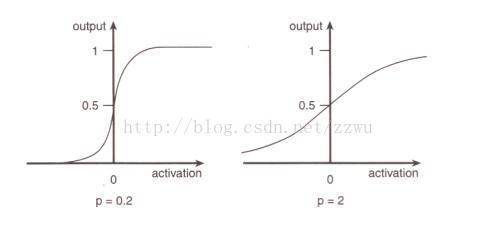 output
1
0.5
0
activation
p = 0.2
output
1
0.5
0
activation
p = 2
http://blog.csdn.net/zzwu